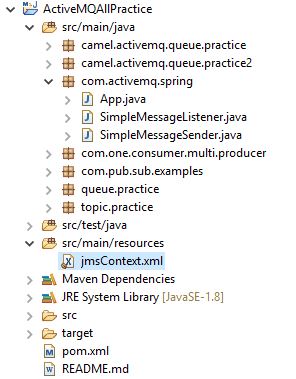 ActiveMQAllPractice
src/main/java
camel.activemq.queue.practice
camel.activemq.queue.practice2
com.activemq.spring
App.java
SimpleMessageListener.java
SimpleMessageSender.java
com.one.consumer.multi.producer
com.pub.sub.examples
queue.practice
topic.practice
src/test/java
src/main/resources
jmsContext.xml
Maven Dependencies
JRE System Library [JavaSE-1.8]
src
target
pom.xml
README.md